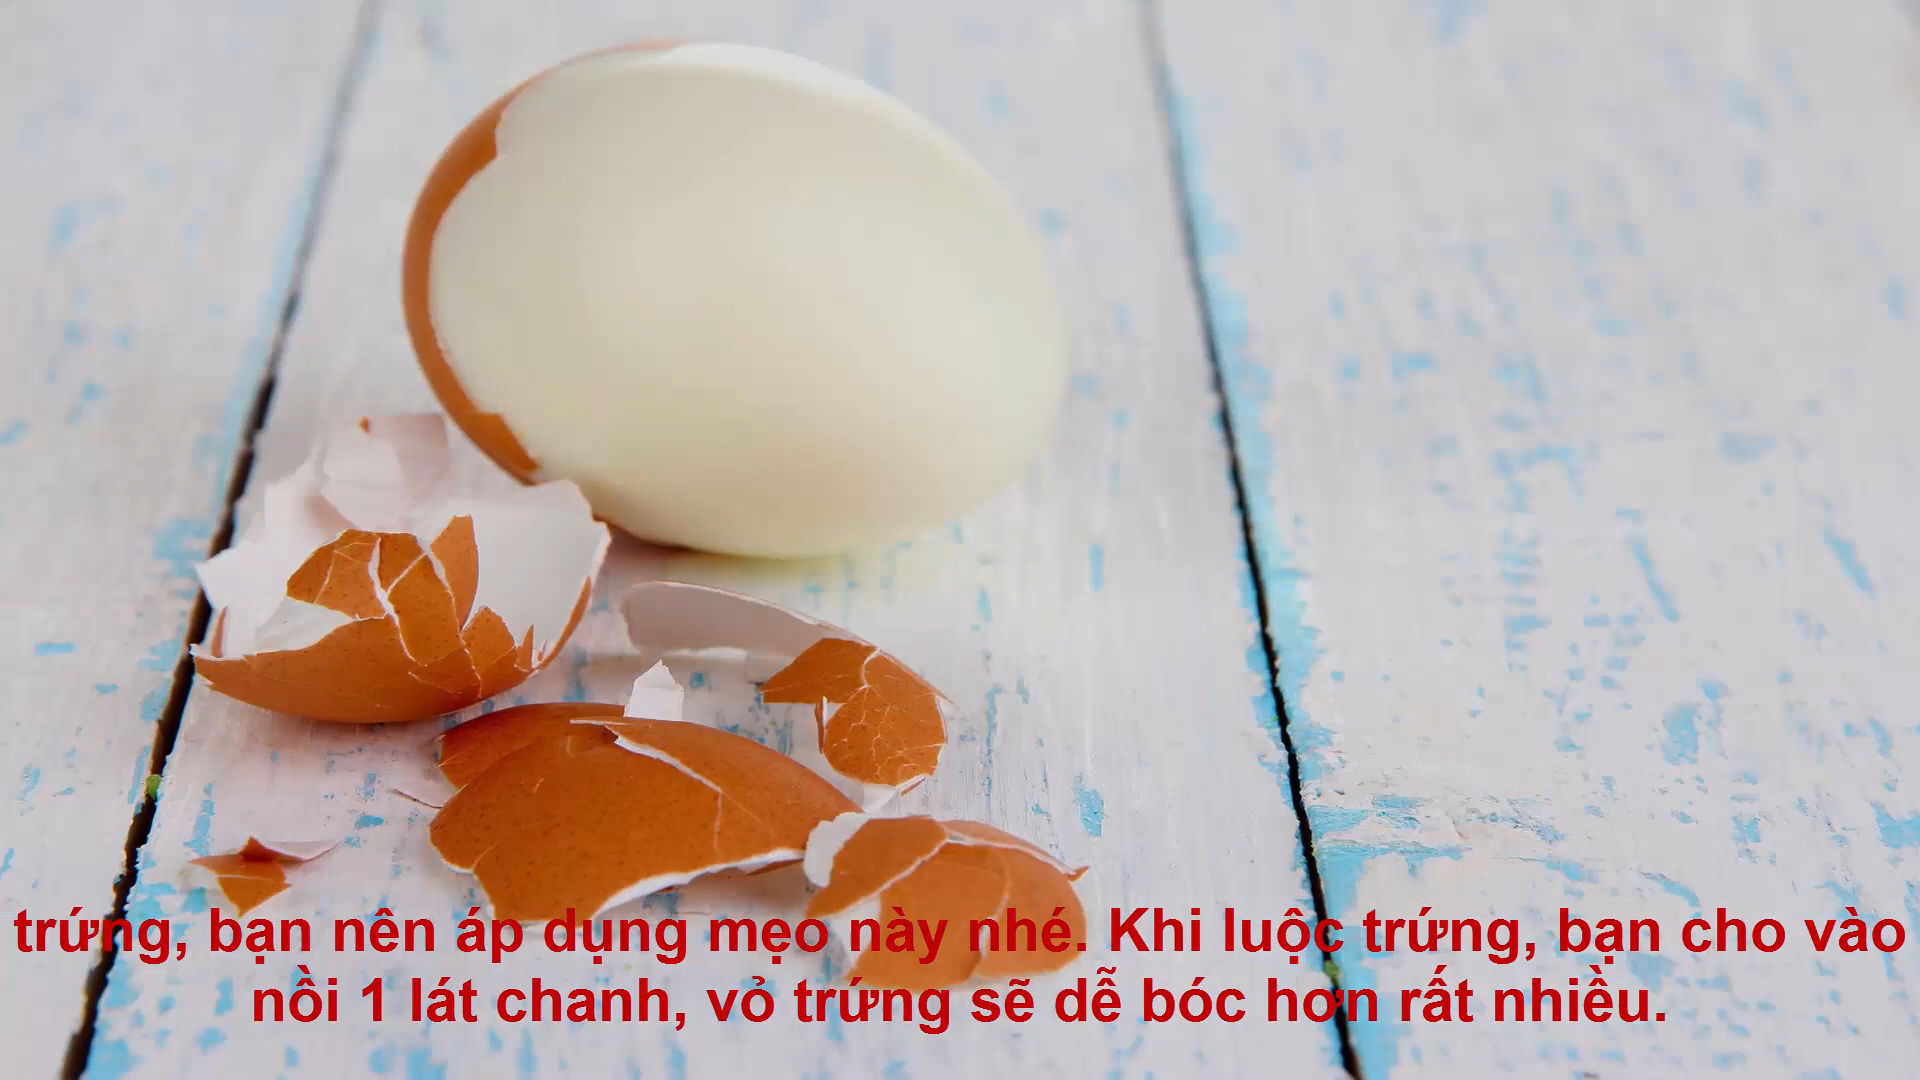 trứng, bạn nên áp dụng mẹo này nhé. Khi luộc trứng, bạn cho vào
nồi 1 lát chanh, vỏ trứng sẽ dễ bóc hơn rất nhiều.